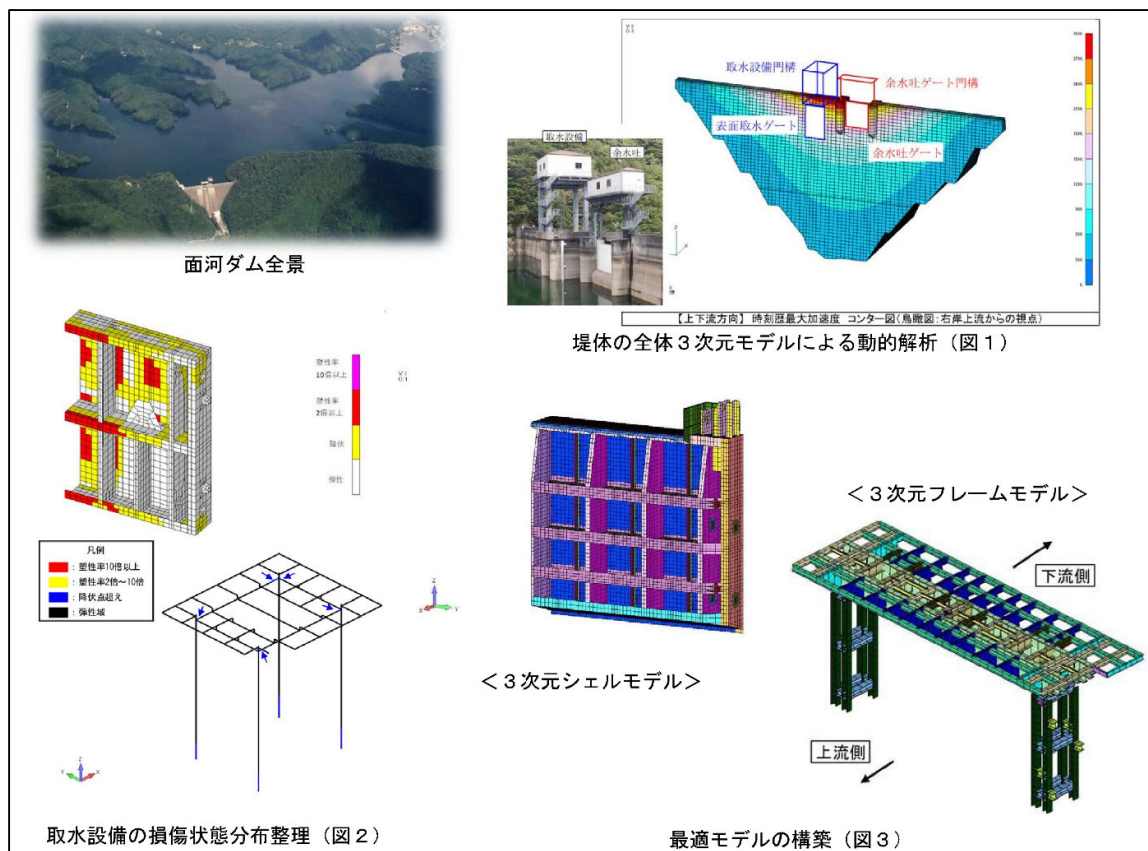 面河ダム全景
取水設備
余水吐
取水設備門構
余水吐ゲート門構
表面取水ゲート
余水吐ゲート
【上下流方向】 時刻歴最大加速度 コンター図(鳥瞰図:右岸上流からの視点)
堤体の全体3次元モデルによる動的解析(図1)
塑性率
10倍以上
塑性率
2倍以上
降伏
弾性
凡例
:塑性率10倍以上
:塑性率2倍~10倍
:降伏点超え
:弾性域
取水設備の損傷状態分布整理(図2)
<3次元シェルモデル>
<3次元フレームモデル>
下流側
上流側
最適モデルの構築(図3)